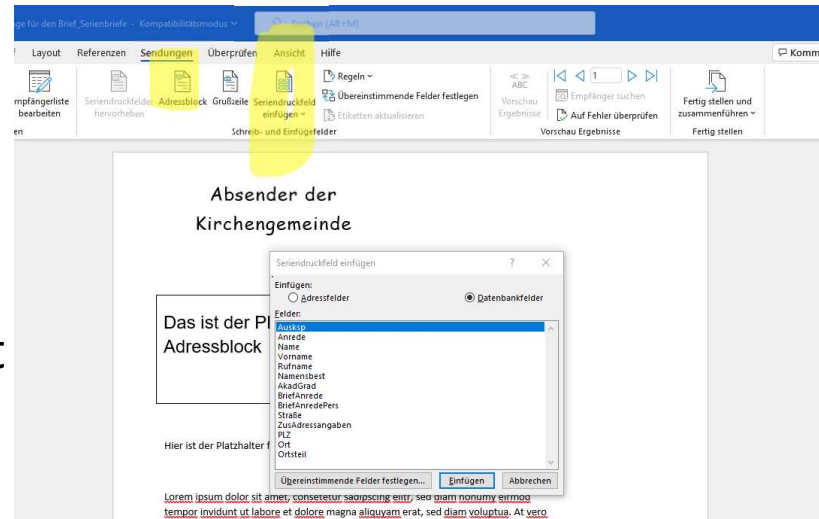 age für den Brief_Serienbriefe - Kompatibilitätsmodus
Suchen (Alt+M)
Layout Referenzen Sendungen Überprüfen Ansicht Hilfe
Komm
mpfängerliste bearbeiten
Seriendruckfelder hervorheben
Adressblock
Grußzeile
Seriendruckfeld einfügen
Regeln
Übereinstimmende Felder festlegen
Etiketten aktualisieren
ABC
Vorschau Ergebnisse
1
Empfänger suchen
Auf Fehler überprüfen
Fertig stellen und zusammenführen
en
Schreib- und Einfügefelder
Vorschau Ergebnisse
Fertig stellen
Absender der
Kirchengemeinde
Das ist der Pl
Adressblock
t
Hier ist der Platzhalter f
Seriendruckfeld einfügen ? ×
Einfügen:
Adressfelder Datenbankfelder
Felder:
Ausksp
Anrede
Name
Vorname
Rufname
Namensbest
AkadGrad
BriefAnrede
BriefAnredePers
Straße
ZusAdressangaben
PLZ
Ort
Ortsteil
Übereinstimmende Felder festlegen... Einfügen Abbrechen
Lorem ipsum dolor sit amet, consetetur sadipscing elitr, sed diam nonumy eirmod
tempor invidunt ut labore et dolore magna aliquyam erat, sed diam voluptua. At vero